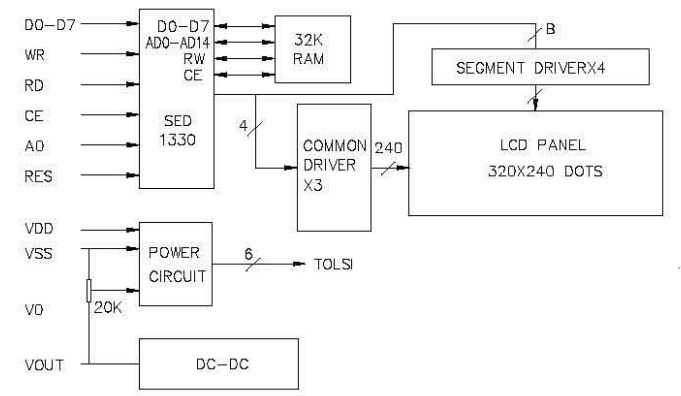 D0-D7
WR
RD
CE
A0
RES
SED
1330
D0-D7
AD0-AD14
RW
CE
32K
RAM
B
SEGMENT DRIVERX4
4
COMMON
DRIVER
X3
240
LCD PANEL
320X240 DOTS
VDD
VSS
V0
VOUT
20K
POWER
CIRCUIT
6
TOLSI
DC-DC